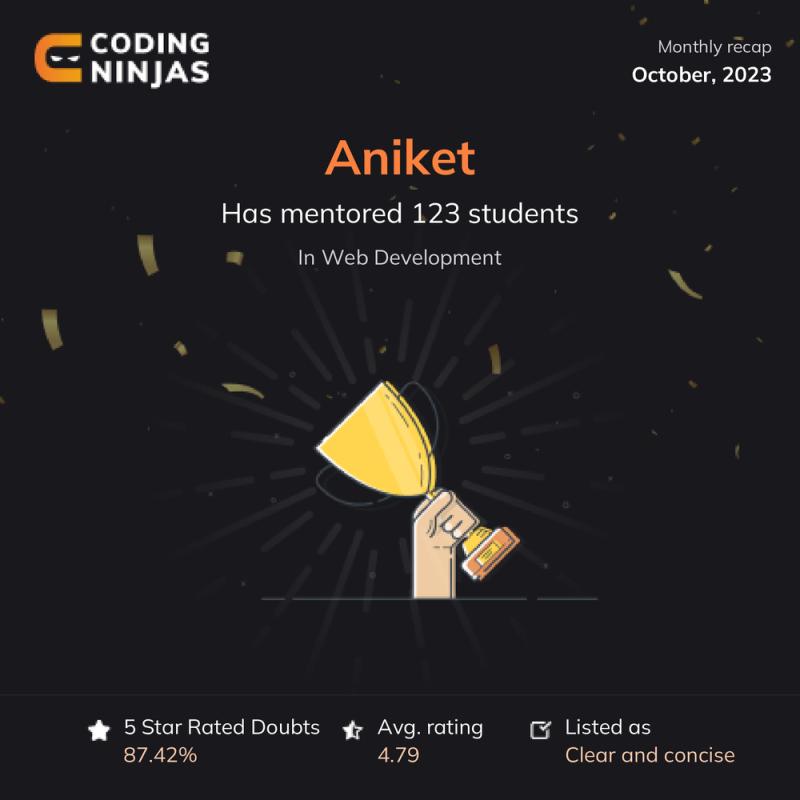 CODING
NINJAS
Monthly recap
October, 2023
Aniket
Has mentored 123 students
In Web Development
5 Star Rated Doubts
87.42%
Avg. rating
4.79
Listed as
Clear and concise